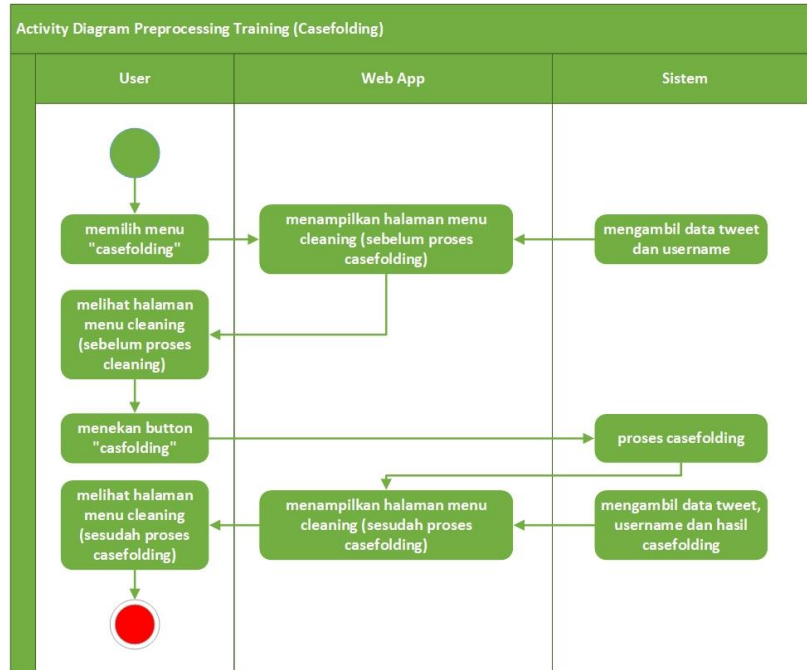 Activity Diagram Preprocessing Training (Casefolding)
User
Web App
Sistem
memilih menu
"casefolding"
menampilkan halaman menu
cleaning (sebelum proses
casefolding)
mengambil data tweet
dan username
melihat halaman
menu cleaning
(sebelum proses
cleaning)
menekan button
"casfolding"
proses casefolding
melihat halaman
menu cleaning
(sesudah proses
casefolding)
menampilkan halaman menu
cleaning (sesudah proses
casefolding)
mengambil data tweet,
username dan hasil
casefolding